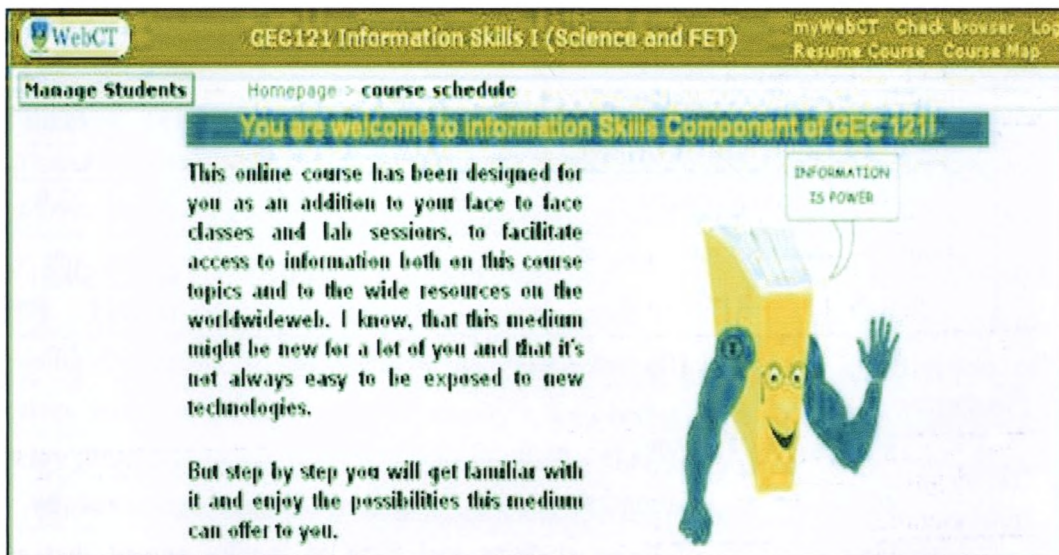 WebCT
GEC121 Information Skills I (Science and FET)
myWebCT Check Browser Log
Resume Course Course Map
Manage Students
Homepage > course schedule
You are welcome to Information Skills Component of GEC 121!
This online course has been designed for
you as an addition to your face to face
classes and lab sessions, to facilitate
access to information both on this course
topics and to the wide resources on the
worldwideweb. I know, that this medium
might be new for a lot of you and that it's
not always easy to be exposed to new
technologies.
But step by step you will get familiar with
it and enjoy the possibilities this medium
can offer to you.
INFORMATION
IS POWER